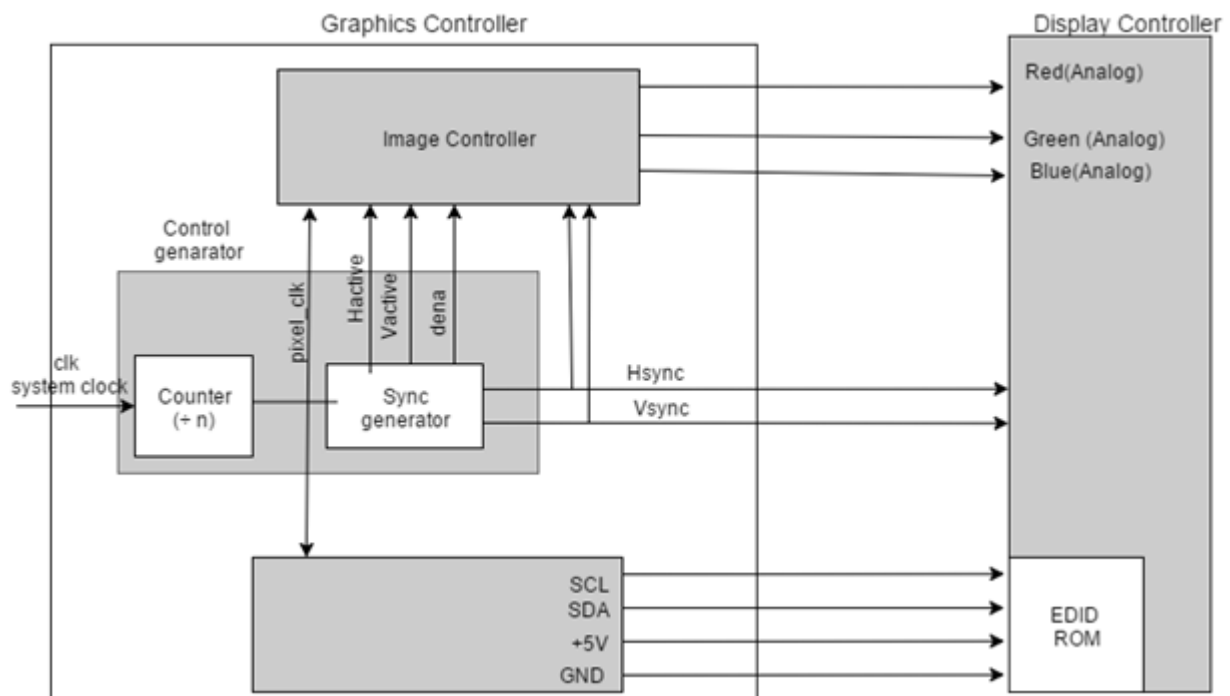 Graphics Controller
Display Controller
Red(Analog)
Image Controller
Green (Analog)
Blue(Analog)
Control
genarator
pixel_clk
Hactive
Vactive
dena
clk
system clock
Counter
(÷ n)
Sync
generator
Hsync
Vsync
SCL
SDA
+5V
GND
EDID
ROM